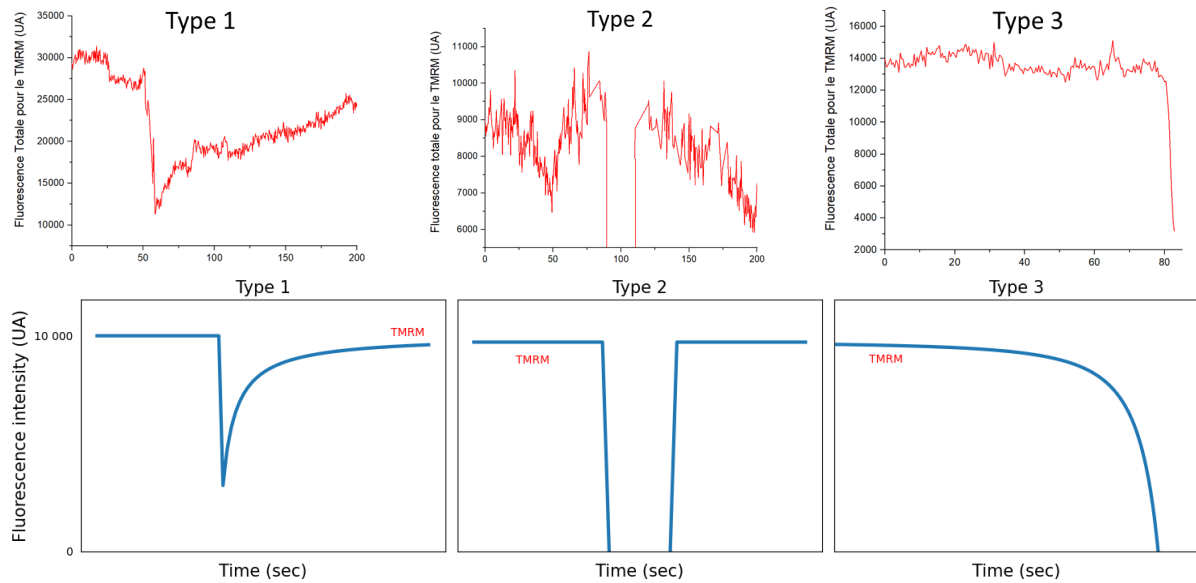 Type 1
Type 2
Type 3
Fluorescence Totale pour le TMRM (UA)
35000
30000
25000
20000
15000
10000
0
50
100
150
200
Fluorescence totale pour le TMRM (UA)
11000
10000
9000
8000
7000
6000
0
50
100
150
200
Fluorescence Totale pour le TMRM (UA)
16000
14000
12000
10000
8000
6000
4000
2000
0
20
40
60
80
Type 1
Type 2
Type 3
Fluorescence intensity (UA)
10 000
0
TMRM
TMRM
TMRM
Time (sec)
Time (sec)
Time (sec)